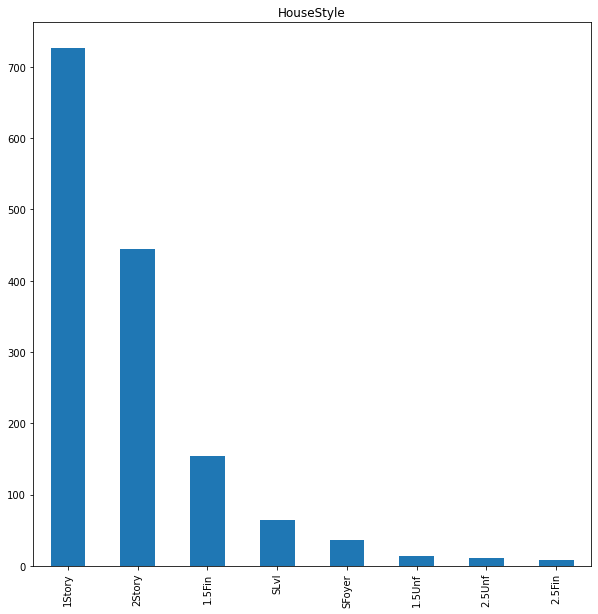 HouseStyle
700
600
500
400
300
200
100
0
1Story
2Story
1.5Fin
SLvl
SFoyer
1.5Unf
2.5Unf
2.5Fin